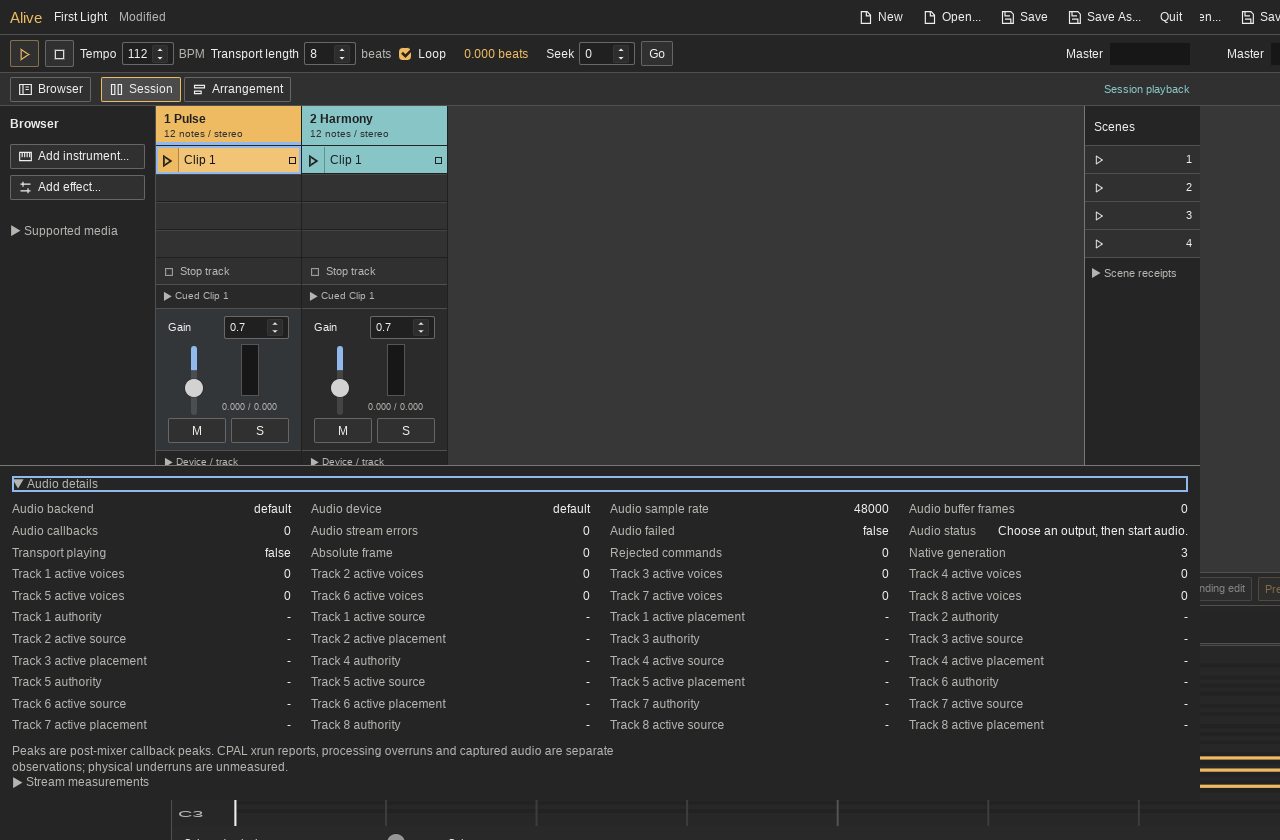 Alive First Light Modified New Open... Save Save As... Quit en... Sav
Tempo 112 BPM Transport length 8 beats Loop 0.000 beats Seek 0 Go Master Master
Browser Session Arrangement Session playback
Browser
Add instrument...
Add effect...
Supported media
1 Pulse
12 notes / stereo
Clip 1
Stop track
Cued Clip 1
Gain 0.7
0.000 / 0.000
M S
Device / track
2 Harmony
12 notes / stereo
Clip 1
Stop track
Cued Clip 1
Gain 0.7
0.000 / 0.000
M S
Device / track
Scenes
1
2
3
4
Scene receipts
nding edit Pre
Audio details
Audio backend default Audio device default Audio sample rate 48000 Audio buffer frames 0
Audio callbacks 0 Audio stream errors 0 Audio failed false Audio status Choose an output, then start audio.
Transport playing false Absolute frame 0 Rejected commands 0 Native generation 3
Track 1 active voices 0 Track 2 active voices 0 Track 3 active voices 0 Track 4 active voices 0
Track 5 active voices 0 Track 6 active voices 0 Track 7 active voices 0 Track 8 active voices 0
Track 1 authority - Track 1 active source - Track 1 active placement - Track 2 authority -
Track 2 active source - Track 2 active placement - Track 3 authority - Track 3 active source -
Track 3 active placement - Track 4 authority - Track 4 active source - Track 4 active placement -
Track 5 authority - Track 5 active source - Track 5 active placement - Track 6 authority -
Track 6 active source - Track 6 active placement - Track 7 authority - Track 7 active source -
Track 7 active placement - Track 8 authority - Track 8 active source - Track 8 active placement -
Peaks are post-mixer callback peaks. CPAL xrun reports, processing overruns and captured audio are separate
observations; physical underruns are unmeasured.
Stream measurements
C3